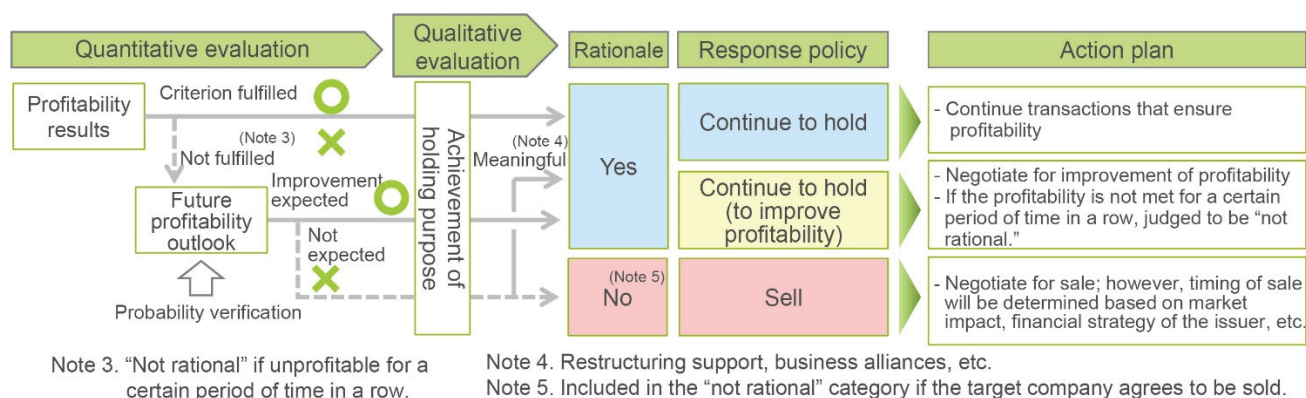 Quantitative evaluation
Qualitative
evaluation
Rationale
Response policy
Action plan
Profitability
results
Criterion fulfilled
(Note 3)
Not fulfilled
Future
profitability
outlook
Improvement
expected
Not
expected
Probability verification
Achievement of
holding purpose
(Note 4)
Meaningful
Yes
(Note 5)
No
Continue to hold
Continue to hold
(to improve
profitability)
Sell
- Continue transactions that ensure
profitability
- Negotiate for improvement of profitability
- If the profitability is not met for a certain
period of time in a row, judged to be “not
rational.”
- Negotiate for sale; however, timing of sale
will be determined based on market
impact, financial strategy of the issuer, etc.
Note 3. “Not rational” if unprofitable for a
certain period of time in a row.
Note 4. Restructuring support, business alliances, etc.
Note 5. Included in the “not rational” category if the target company agrees to be sold.